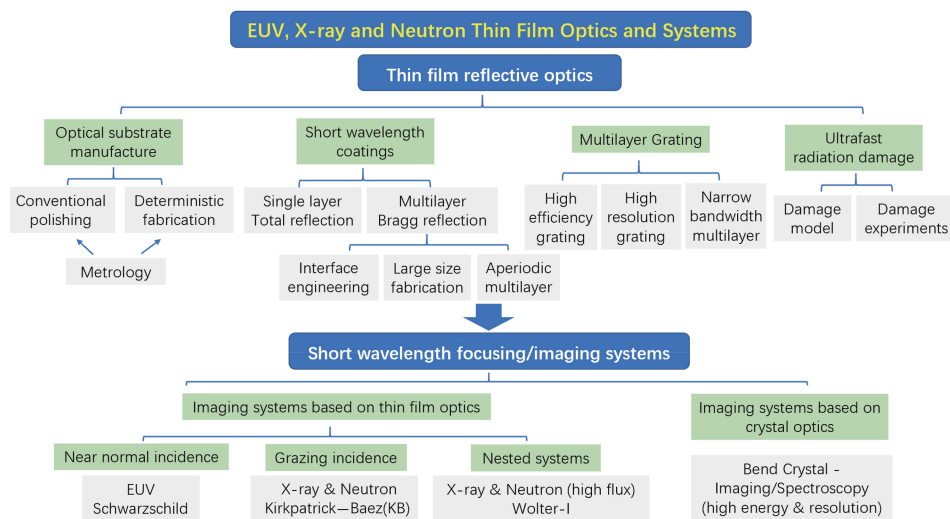 EUV, X-ray and Neutron Thin Film Optics and Systems
Thin film reflective optics
Optical substrate
manufacture
Short wavelength
coatings
Multilayer Grating
Ultrafast
radiation damage
Conventional
polishing
Deterministic
fabrication
Single layer
Total reflection
Multilayer
Bragg reflection
High
efficiency
grating
High
resolution
grating
Narrow
bandwidth
multilayer
Damage
model
Damage
experiments
Metrology
Interface
engineering
Large size
fabrication
Aperiodic
multilayer
Short wavelength focusing/imaging systems
Imaging systems based on thin film optics
Imaging systems based on
crystal optics
Near normal incidence
Grazing incidence
Nested systems
EUV
Schwarzschild
X-ray & Neutron
Kirkpatrick—Baez(KB)
X-ray & Neutron (high flux)
Wolter-I
Bend Crystal -
Imaging/Spectroscopy
(high energy & resolution)